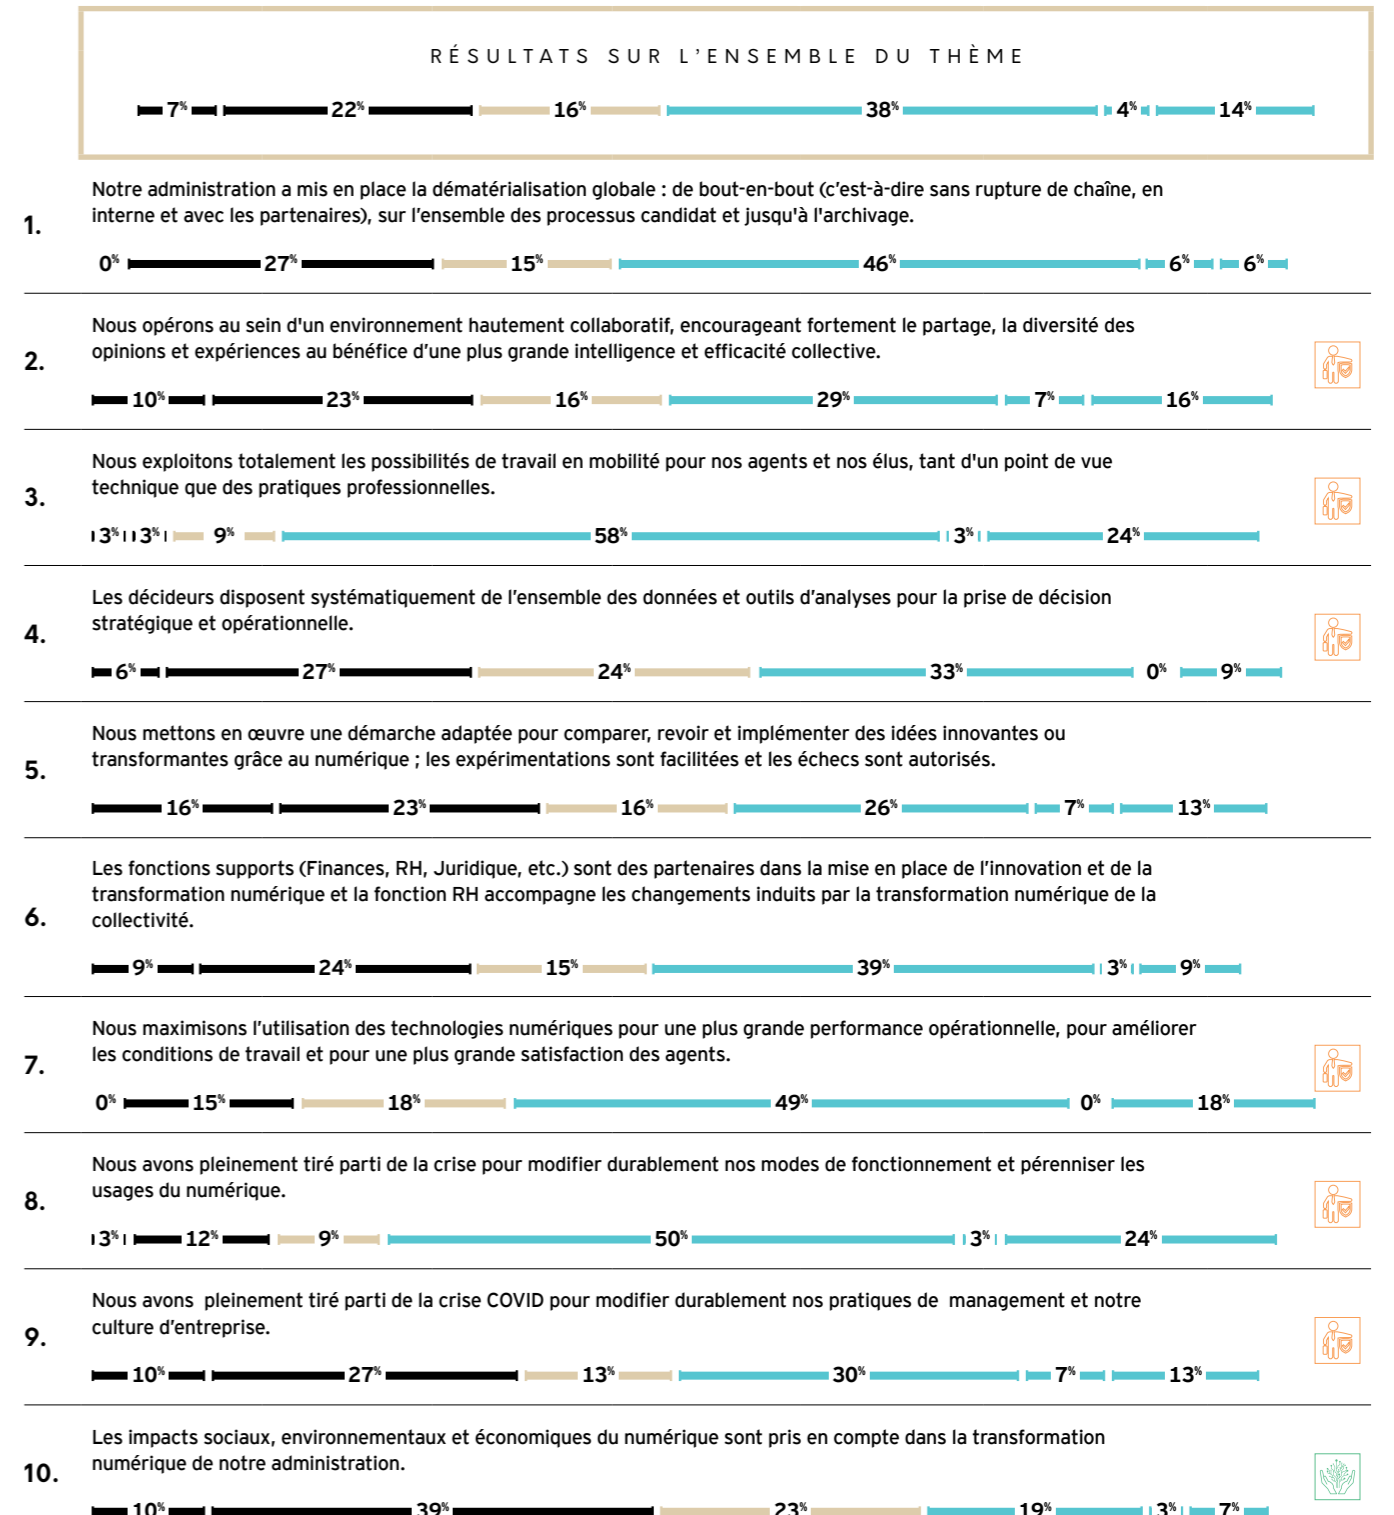 RÉSULTATS SUR L'ENSEMBLE DU THÈME
7% 22% 16% 38% 4% 14%
1.
Notre administration a mis en place la dématérialisation globale : de bout-en-bout (c'est-à-dire sans rupture de chaîne, en
interne et avec les partenaires), sur l'ensemble des processus candidat et jusqu'à l'archivage.
0% 27% 15% 46% 6% 6%
2.
Nous opérons au sein d'un environnement hautement collaboratif, encourageant fortement le partage, la diversité des
opinions et expériences au bénéfice d'une plus grande intelligence et efficacité collective.
10% 23% 16% 29% 7% 16%
3.
Nous exploitons totalement les possibilités de travail en mobilité pour nos agents et nos élus, tant d'un point de vue
technique que des pratiques professionnelles.
3% 3% 9% 58% 3% 24%
4.
Les décideurs disposent systématiquement de l'ensemble des données et outils d'analyses pour la prise de décision
stratégique et opérationnelle.
6% 27% 24% 33% 0% 9%
5.
Nous mettons en œuvre une démarche adaptée pour comparer, revoir et implémenter des idées innovantes ou
transformantes grâce au numérique ; les expérimentations sont facilitées et les échecs sont autorisés.
16% 23% 16% 26% 7% 13%
6.
Les fonctions supports (Finances, RH, Juridique, etc.) sont des partenaires dans la mise en place de l'innovation et de la
transformation numérique et la fonction RH accompagne les changements induits par la transformation numérique de la
collectivité.
9% 24% 15% 39% 3% 9%
7.
Nous maximisons l'utilisation des technologies numériques pour une plus grande performance opérationnelle, pour améliorer
les conditions de travail et pour une plus grande satisfaction des agents.
0% 15% 18% 49% 0% 18%
8.
Nous avons pleinement tiré parti de la crise pour modifier durablement nos modes de fonctionnement et pérenniser les
usages du numérique.
3% 12% 9% 50% 3% 24%
9.
Nous avons pleinement tiré parti de la crise COVID pour modifier durablement nos pratiques de management et notre
culture d'entreprise.
10% 27% 13% 30% 7% 13%
10.
Les impacts sociaux, environnementaux et économiques du numérique sont pris en compte dans la transformation
numérique de notre administration.
10% 39% 23% 19% 3% 7%